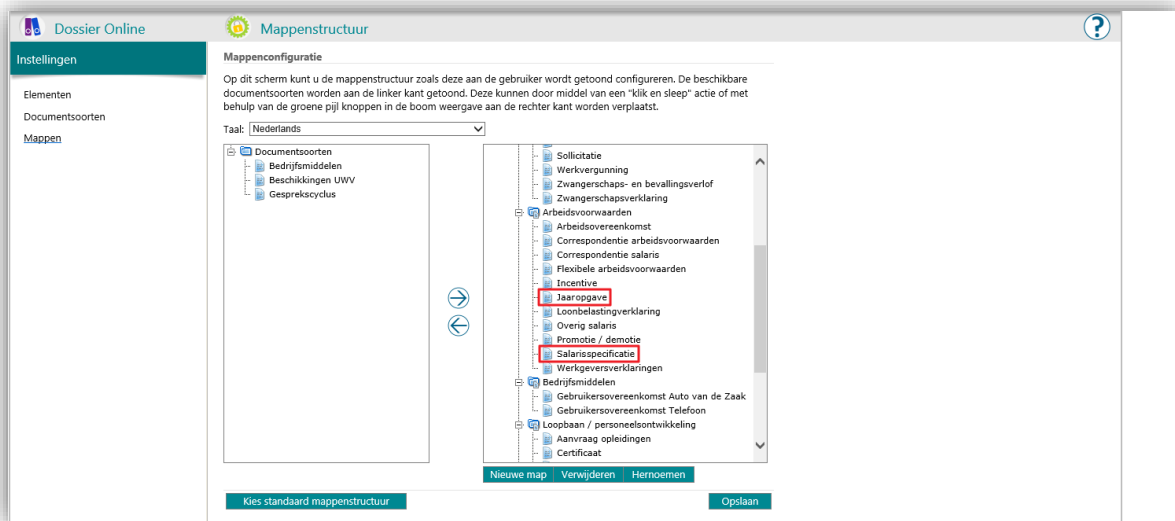 Dossier Online
Mappenstructuur
?
Instellingen
Elementen
Documentsoorten
Mappen
Mappenconfiguratie
Op dit scherm kunt u de mappenstructuur zoals deze aan de gebruiker wordt getoond configureren. De beschikbare
documentsoorten worden aan de linker kant getoond. Deze kunnen door middel van een "klik en sleep" actie of met
behulp van de groene pijl knoppen in de boom weergave aan de rechter kant worden verplaatst.
Taal: Nederlands
Documentsoorten
Bedrijfsmiddelen
Beschikkingen UWV
Gesprekscyclus
Sollicitatie
Werkvergunning
Zwangerschaps- en bevallingsverlof
Zwangerschapsverklaring
Arbeidsvoorwaarden
Arbeidsovereenkomst
Correspondentie arbeidsvoorwaarden
Correspondentie salaris
Flexibele arbeidsvoorwaarden
Incentive
Jaaropgave
Loonbelastingverklaring
Overig salaris
Promotie / demotie
Salarisspecificatie
Werkgeversverklaringen
Bedrijfsmiddelen
Gebruikersovereenkomst Auto van de Zaak
Gebruikersovereenkomst Telefoon
Loopbaan / personeelsontwikkeling
Aanvraag opleidingen
Certificaat
Nieuwe map Verwijderen Hernoemen
Kies standaard mappenstructuur Opslaan